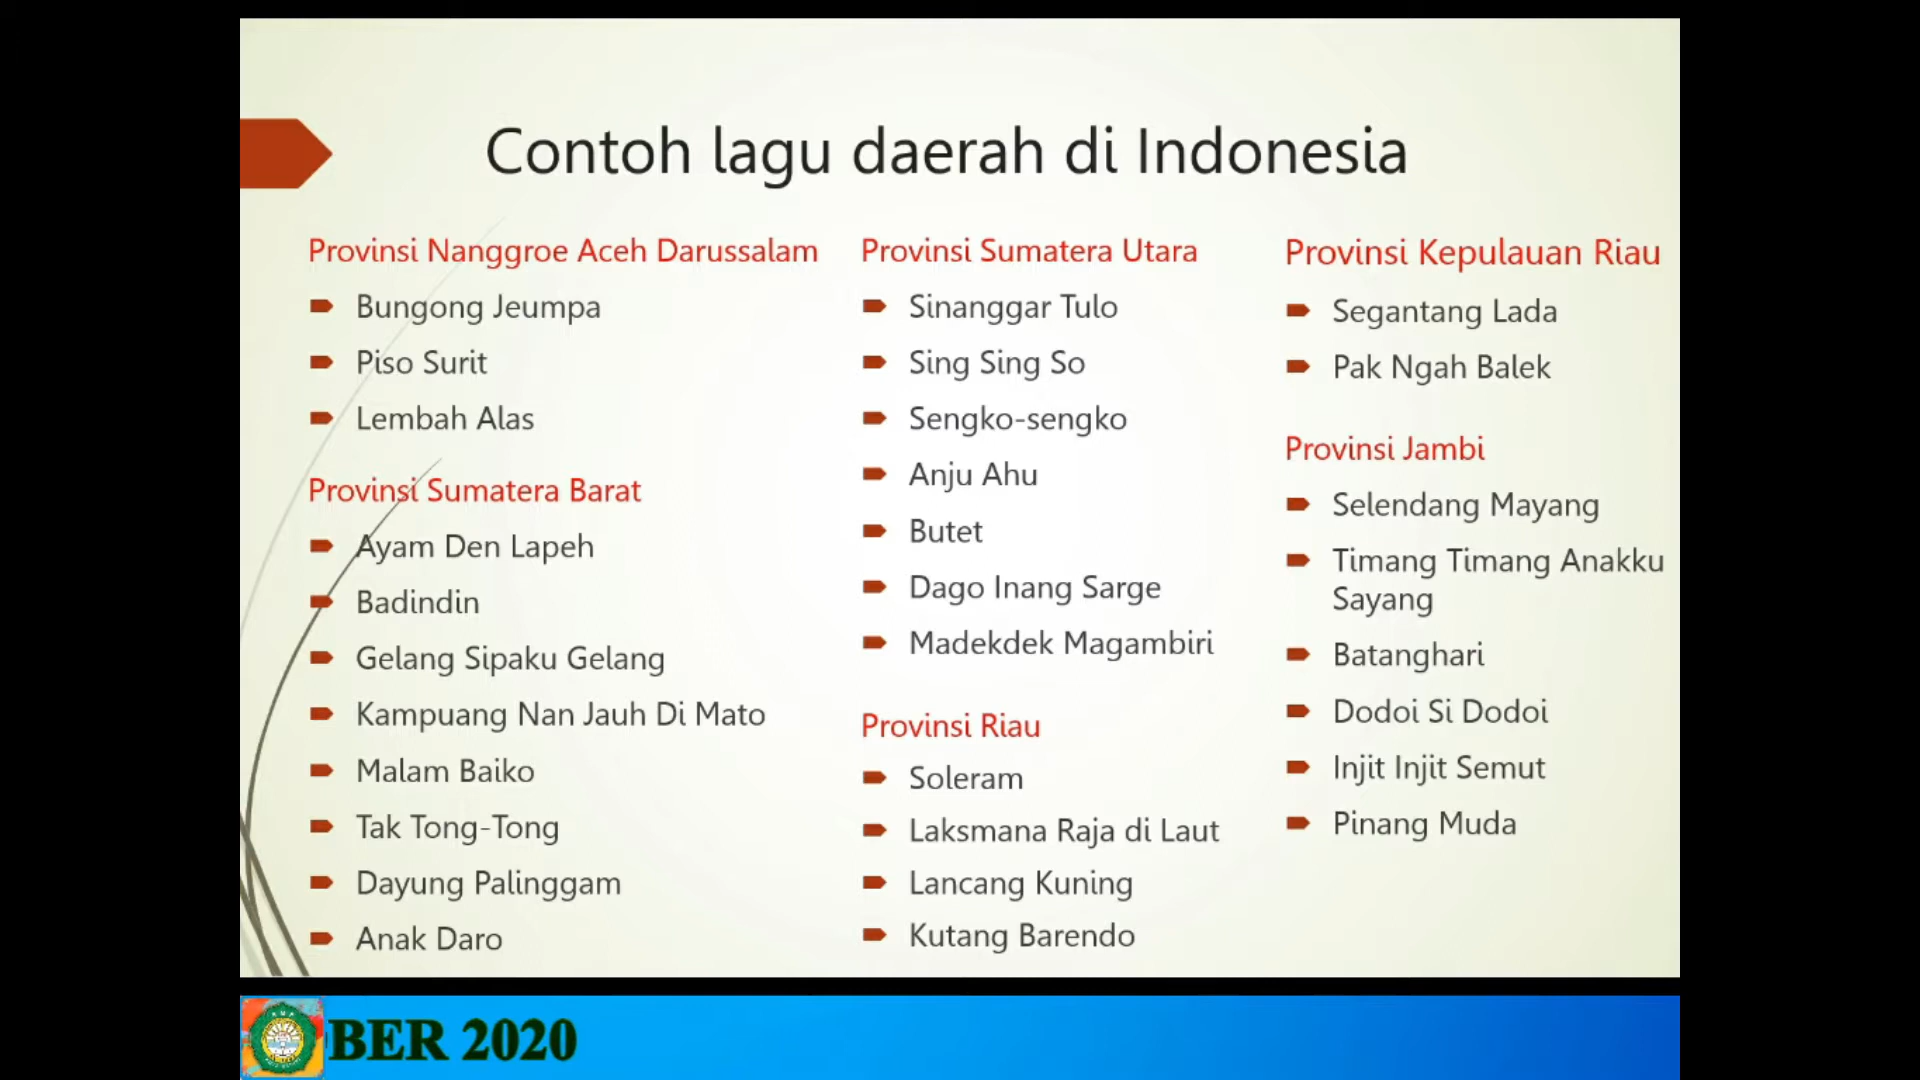 Contoh lagu daerah di Indonesia
Provinsi Nanggroe Aceh Darussalam
Bungong Jeumpa
Piso Surit
Lembah Alas
Provinsi Sumatera Barat
Ayam Den Lapeh
Badindin
Gelang Sipaku Gelang
Kampuang Nan Jauh Di Mato
Malam Baiko
Tak Tong-Tong
Dayung Palinggam
Anak Daro
Provinsi Sumatera Utara
Sinanggar Tulo
Sing Sing So
Sengko-sengko
Anju Ahu
Butet
Dago Inang Sarge
Madekdek Magambiri
Provinsi Riau
Soleram
Laksmana Raja di Laut
Lancang Kuning
Kutang Barendo
Provinsi Kepulauan Riau
Segantang Lada
Pak Ngah Balek
Provinsi Jambi
Selendang Mayang
Timang Timang Anakku
Sayang
Batanghari
Dodoi Si Dodoi
Injit Injit Semut
Pinang Muda
BER 2020